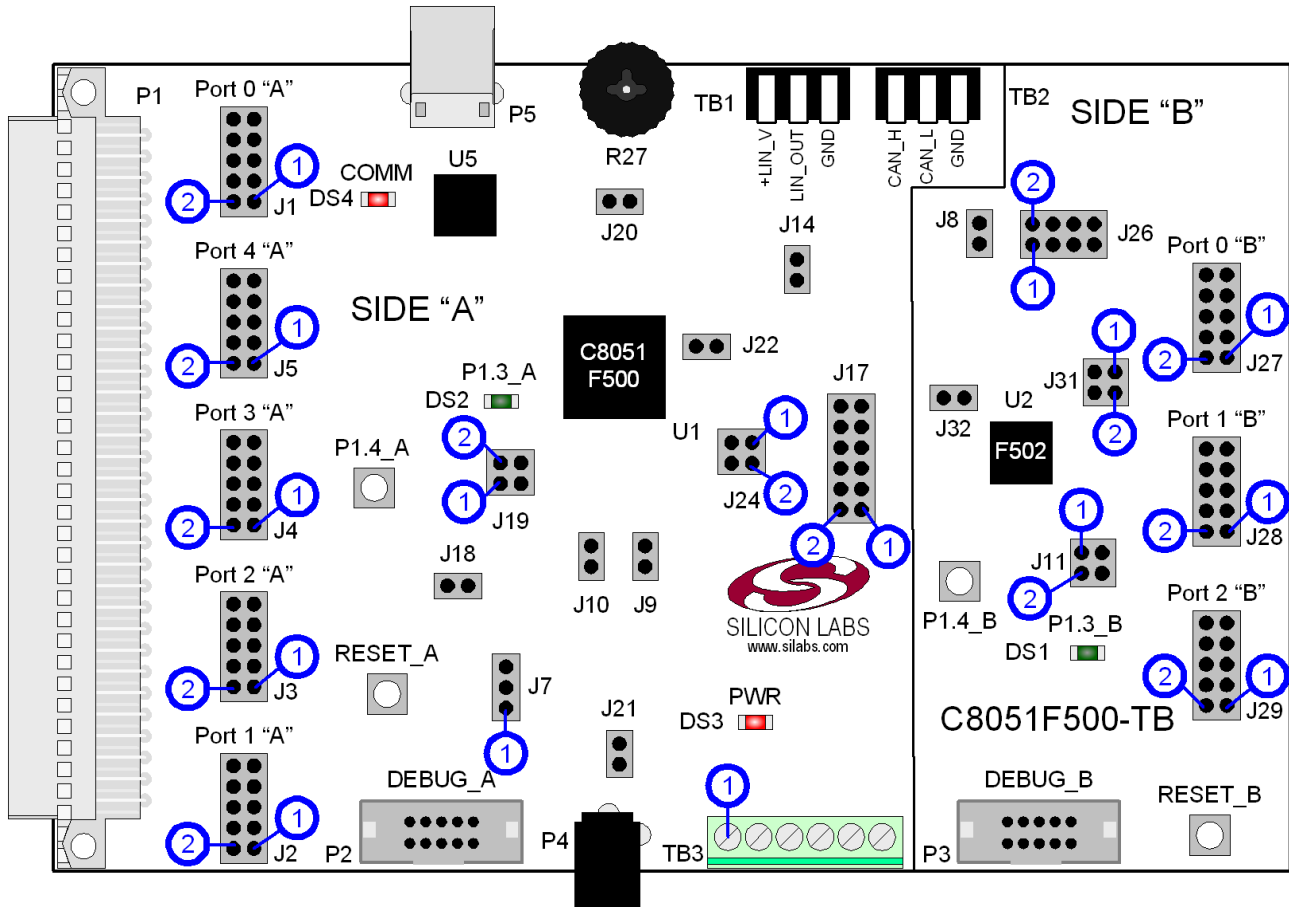 P1
Port 0 “A”
1
2
J1
COMM
DS4
P5
U5
R27
J20
TB1
+LIN_V
LIN_OUT
GND
CAN_H
CAN_L
GND
TB2
SIDE “B”
J14
J8
2
J26
1
Port 0 “B”
1
2
J27
Port 4 “A”
1
2
J5
SIDE “A”
C8051
F500
J22
P1.3_A
DS2
U1
J17
1
J24
2
2
1
J31
1
2
J32
U2
F502
Port 1 “B”
1
2
J28
Port 3 “A”
1
2
J4
P1.4_A
2
1
J19
J18
J10
J9
SILICON LABS
www.silabs.com
1
J11
2
P1.4_B
P1.3_B
DS1
Port 2 “B”
2
1
J29
Port 2 “A”
1
2
J3
RESET_A
J7
1
J21
PWR
DS3
C8051F500-TB
Port 1 “A”
1
2
J2
DEBUG_A
P2
P4
1
TB3
DEBUG_B
P3
RESET_B